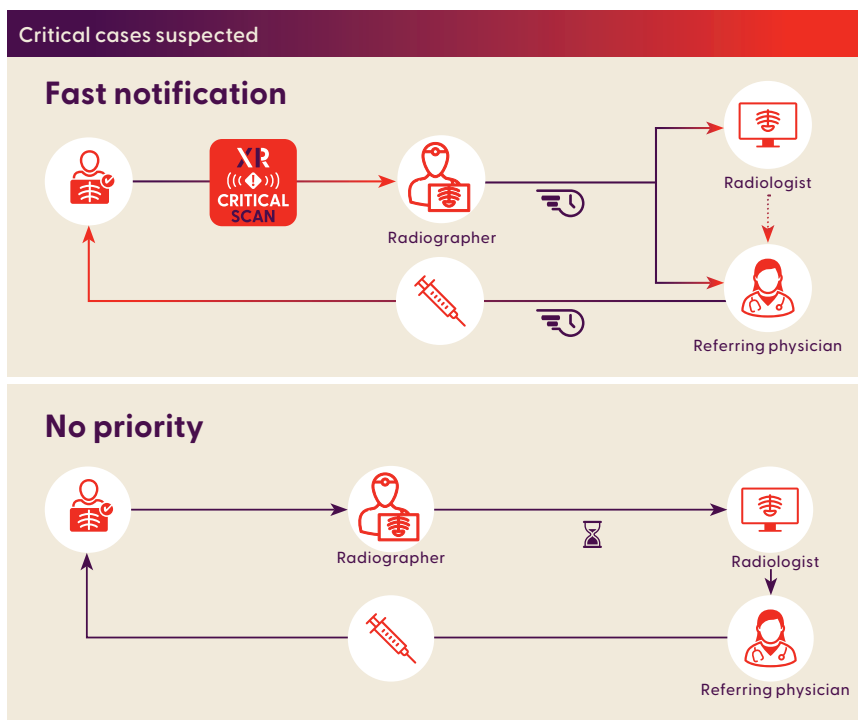 Critical cases suspected
Fast notification
XR
CRITICAL
SCAN
Radiographer
Radiologist
Referring physician
No priority
Radiographer
Radiologist
Referring physician